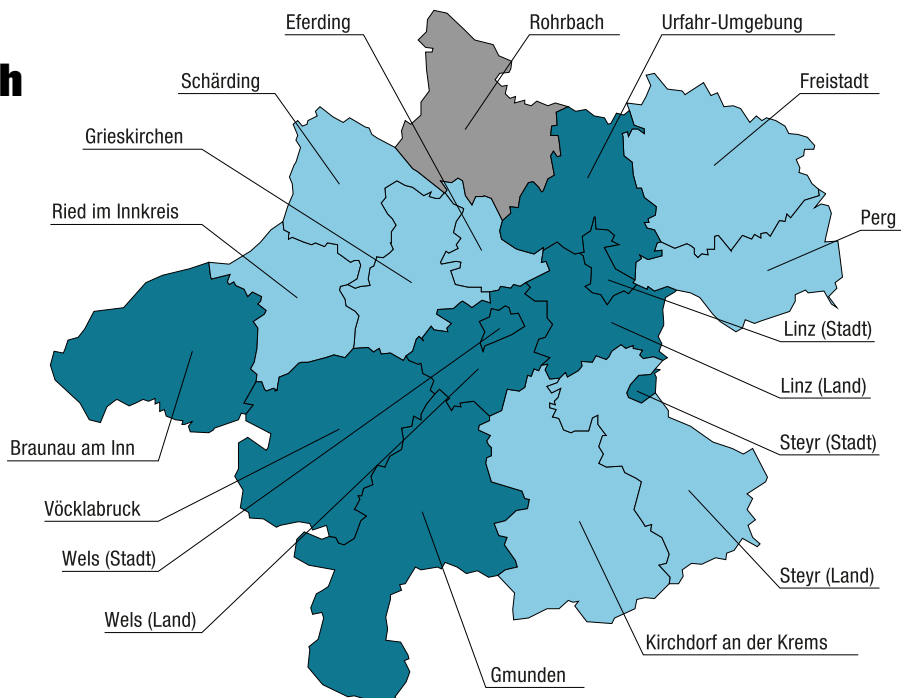 h
Eferding
Rohrbach
Urfahr-Umgebung
Schärding
Freistadt
Grieskirchen
Ried im Innkreis
Perg
Linz (Stadt)
Linz (Land)
Steyr (Stadt)
Braunau am Inn
Vöcklabruck
Wels (Stadt)
Steyr (Land)
Wels (Land)
Kirchdorf an der Krems
Gmunden